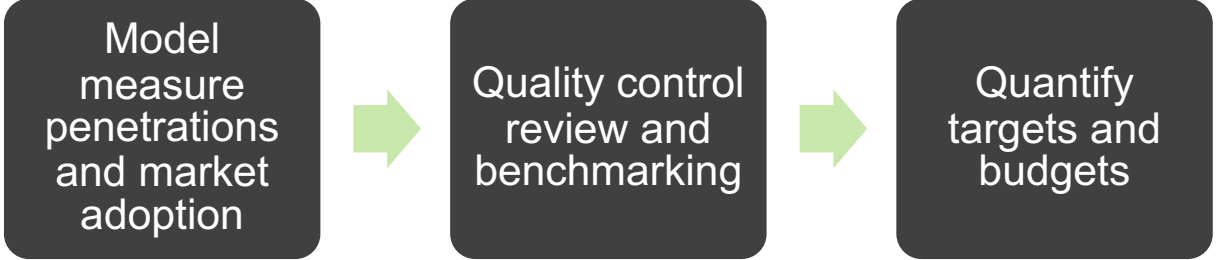 Model
measure
penetrations
and market
adoption
Quality control
review and
benchmarking
Quantify
targets and
budgets